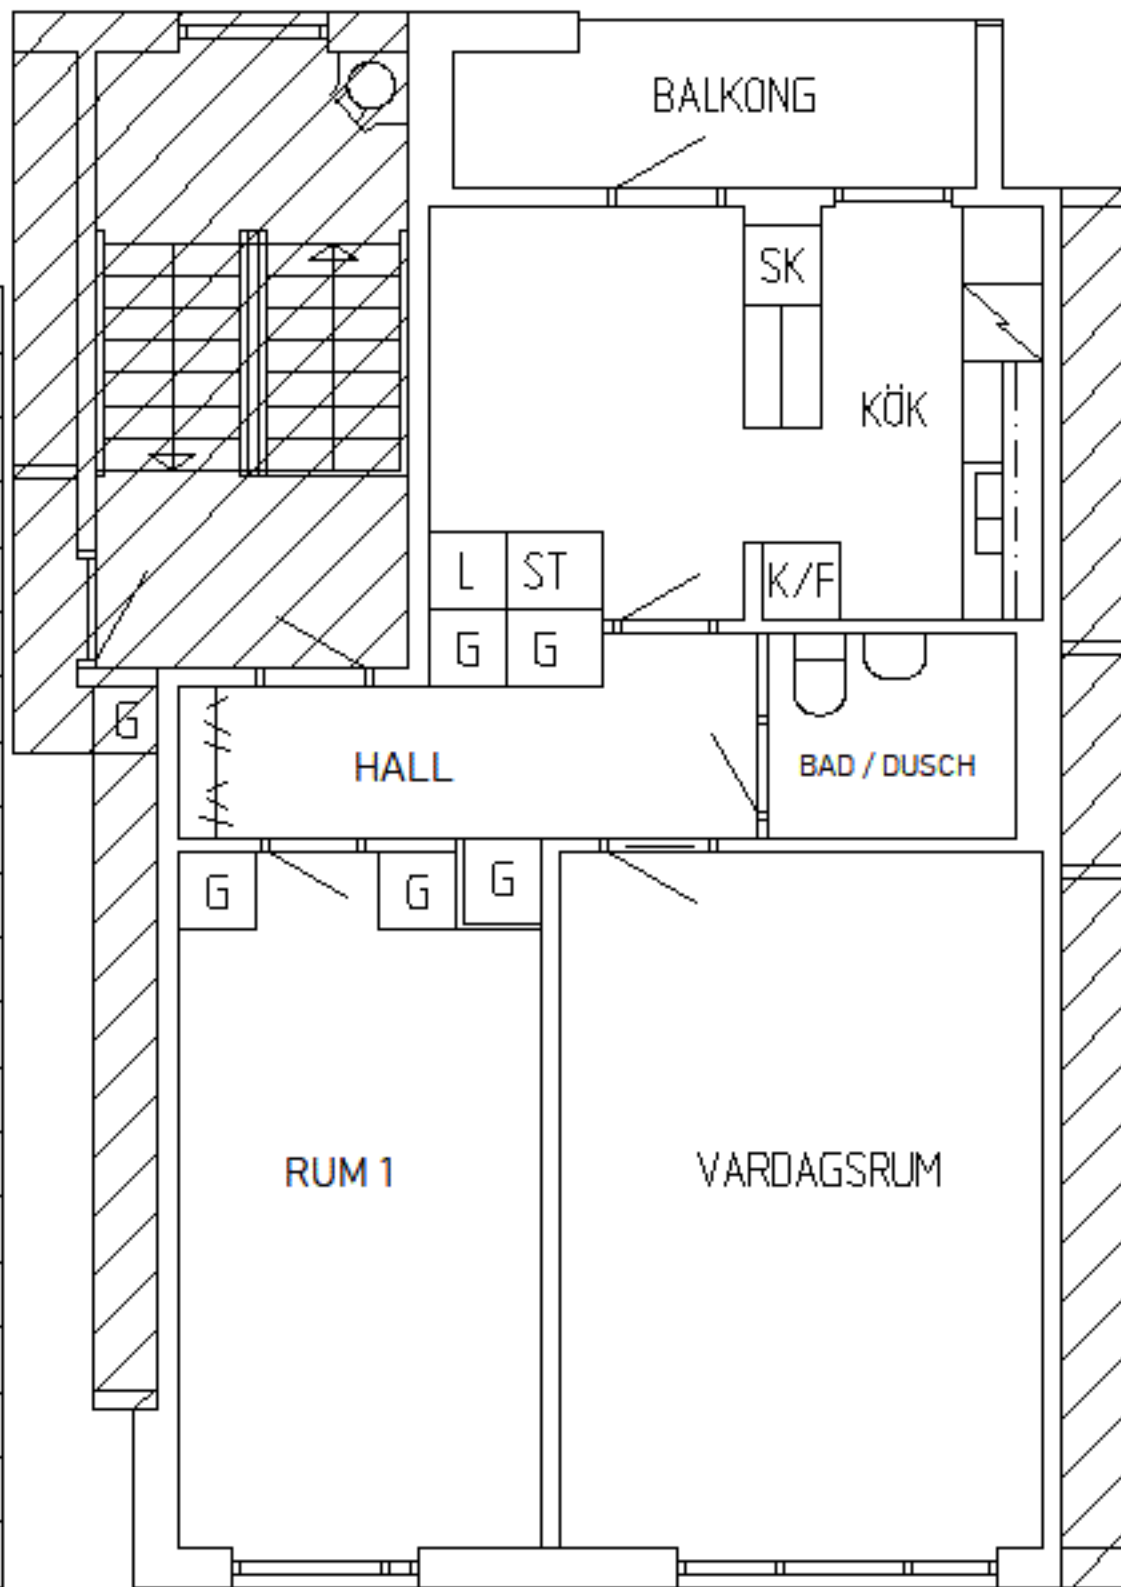 BALKONG
SK
KÖK
L
ST
K/F
G
G
G
HALL
BAD / DUSCH
G
G
G
RUM 1
VARDAGSRUM